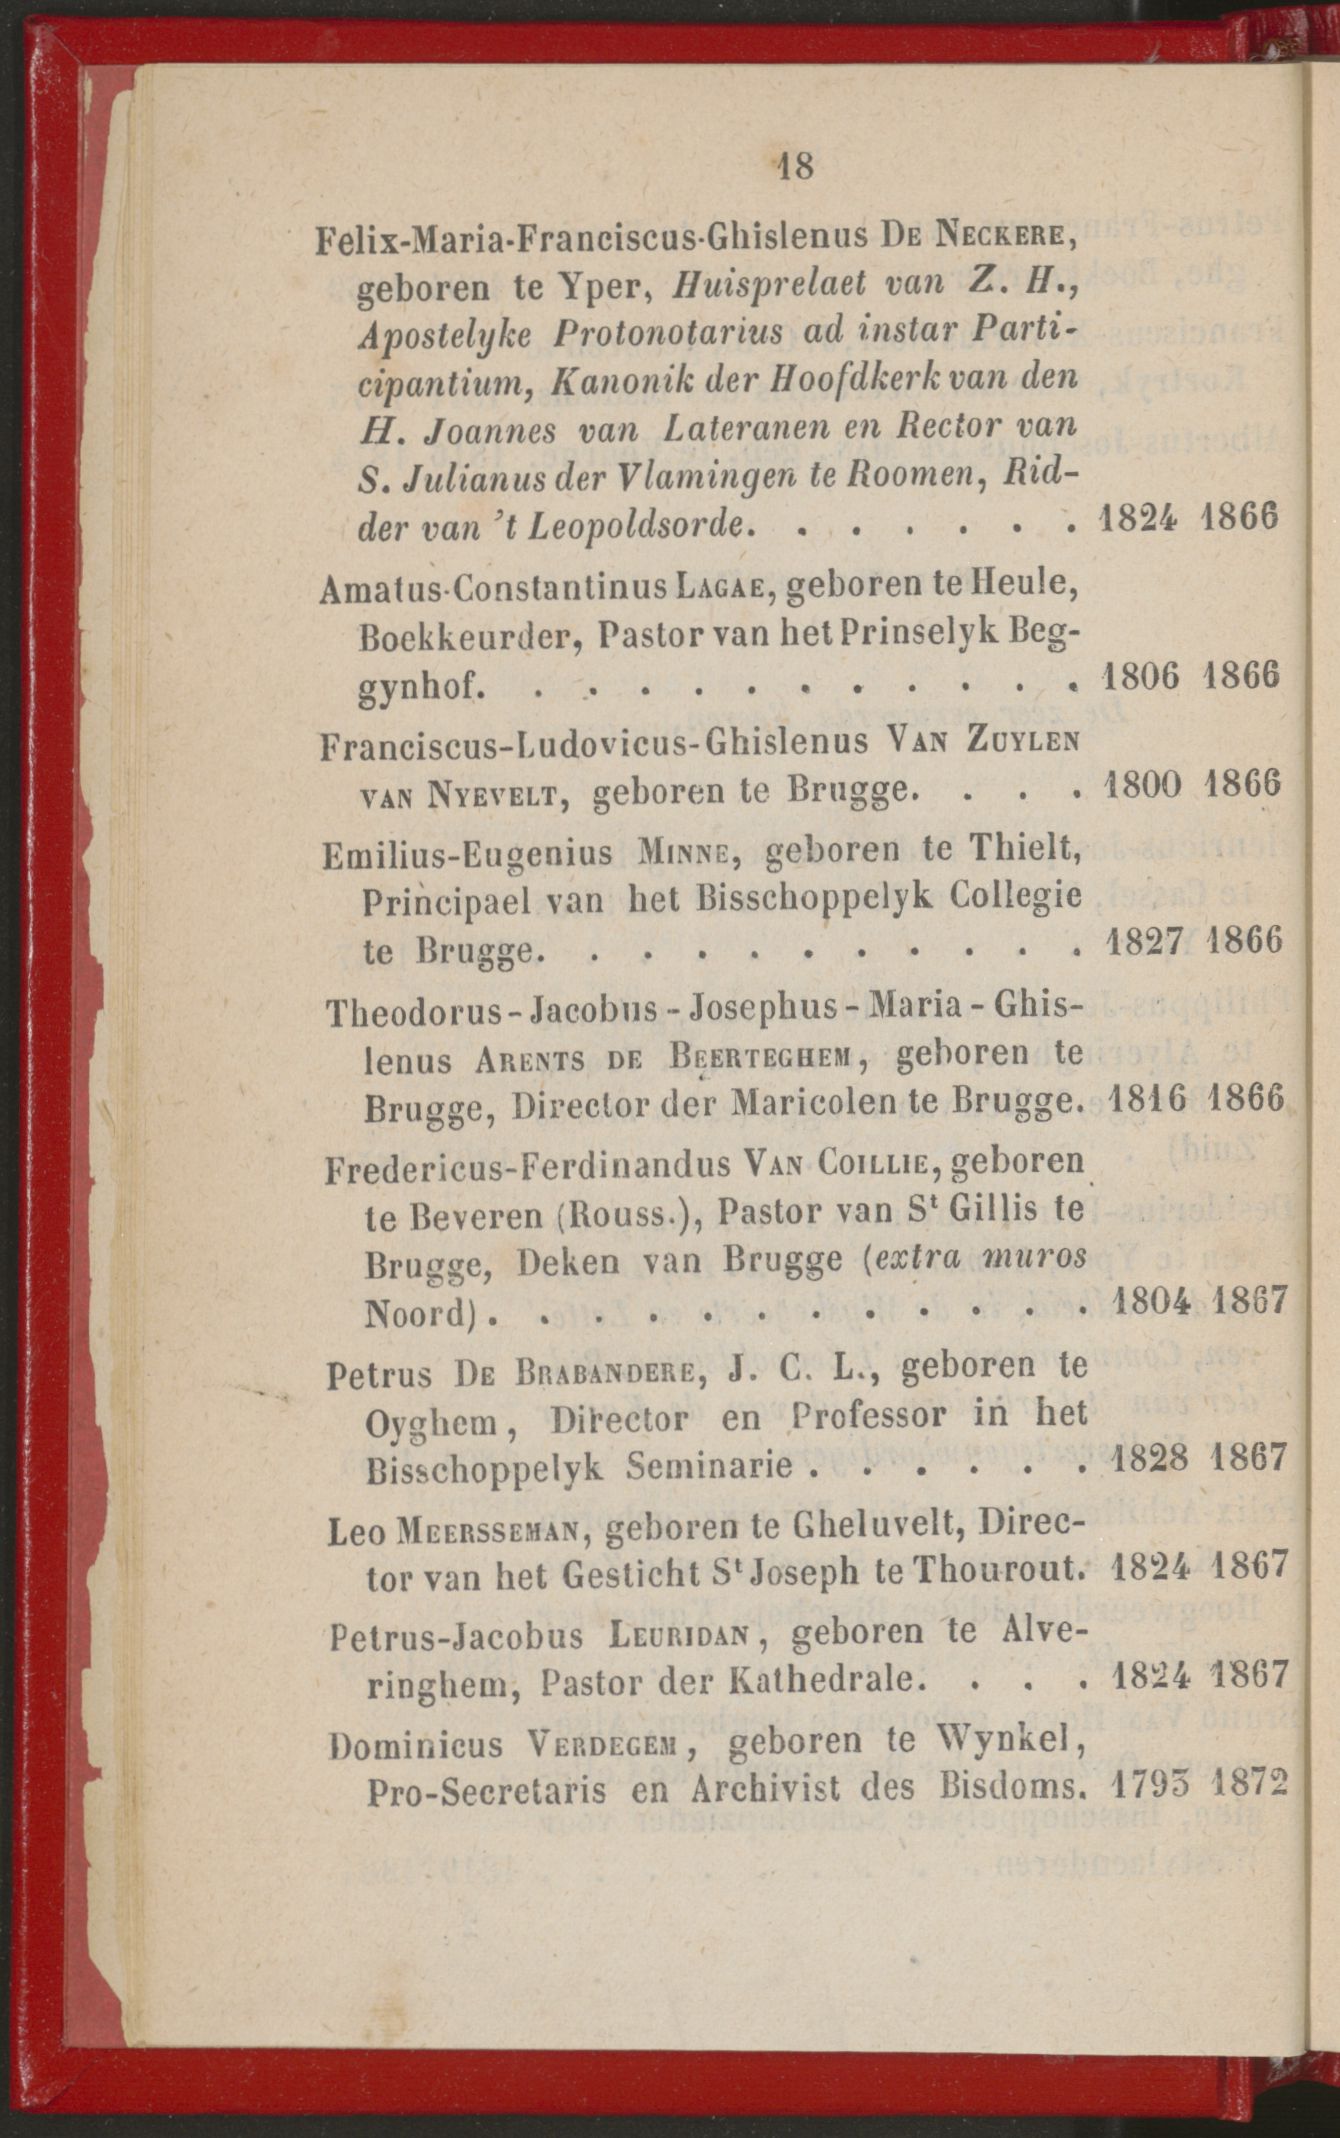 18
Felix-Maria-Franciscus-Ghislenus De Neckere,
geboren te Yper, Huisprelaet van Z. H.,
Apostelyke Protonotarius ad instar Parti-
cipantium, Kanonik der Hoofdkerk van den
H. Joannes van Lateranen en Rector van
S. Julianus der Vlamingen te Roomen, Rid-
der van 't Leopoldsorde. . . . . . . 1824 1866
Amatus-Constantinus Lagae, geboren te Heule,
Boekkeurder, Pastor van het Prinselyk Beg-
gynhof. . . . . . . . . . . . 1806 1866
Franciscus-Ludovicus-Ghislenus Van Zuylen
van Nyevelt, geboren te Brugge. . . . 1800 1866
Emilius-Eugenius Minne, geboren te Thielt,
Principael van het Bisschoppelyk Collegie
te Brugge. . . . . . . . . . . 1827 1866
Theodorus-Jacobus-Josephus-Maria-Ghis-
lenus Arents de Beerteghem, geboren te
Brugge, Director der Maricolen te Brugge. 1816 1866
Fredericus-Ferdinandus Van Coillie, geboren
te Beveren (Rouss.), Pastor van St Gillis te
Brugge, Deken van Brugge (extra muros
Noord) . . . . . . . . . . . . 1804 1867
Petrus De Brabandere, J. C. L., geboren te
Oyghem, Director en Professor in het
Bisschoppelyk Seminarie . . . . . . 1828 1867
Leo Meersseman, geboren te Gheluvelt, Direc-
tor van het Gesticht St Joseph te Thourout. 1824 1867
Petrus-Jacobus Leuridan, geboren te Alve-
ringhem, Pastor der Kathedrale. . . . 1824 1867
Dominicus Verdegem, geboren te Wynkel,
Pro-Secretaris en Archivist des Bisdoms. 1793 1872